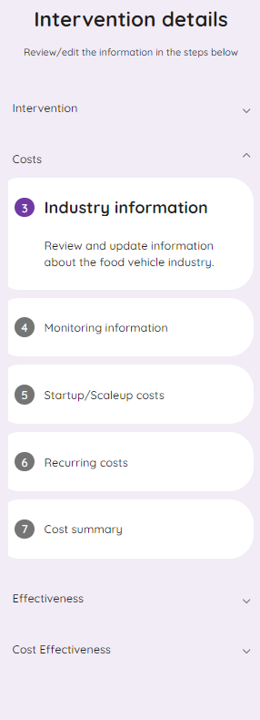 Intervention details
Review/edit the information in the steps below
Intervention
Costs
3 Industry information
Review and update information
about the food vehicle industry.
4 Monitoring information
5 Startup/Scaleup costs
6 Recurring costs
7 Cost summary
Effectiveness
Cost Effectiveness